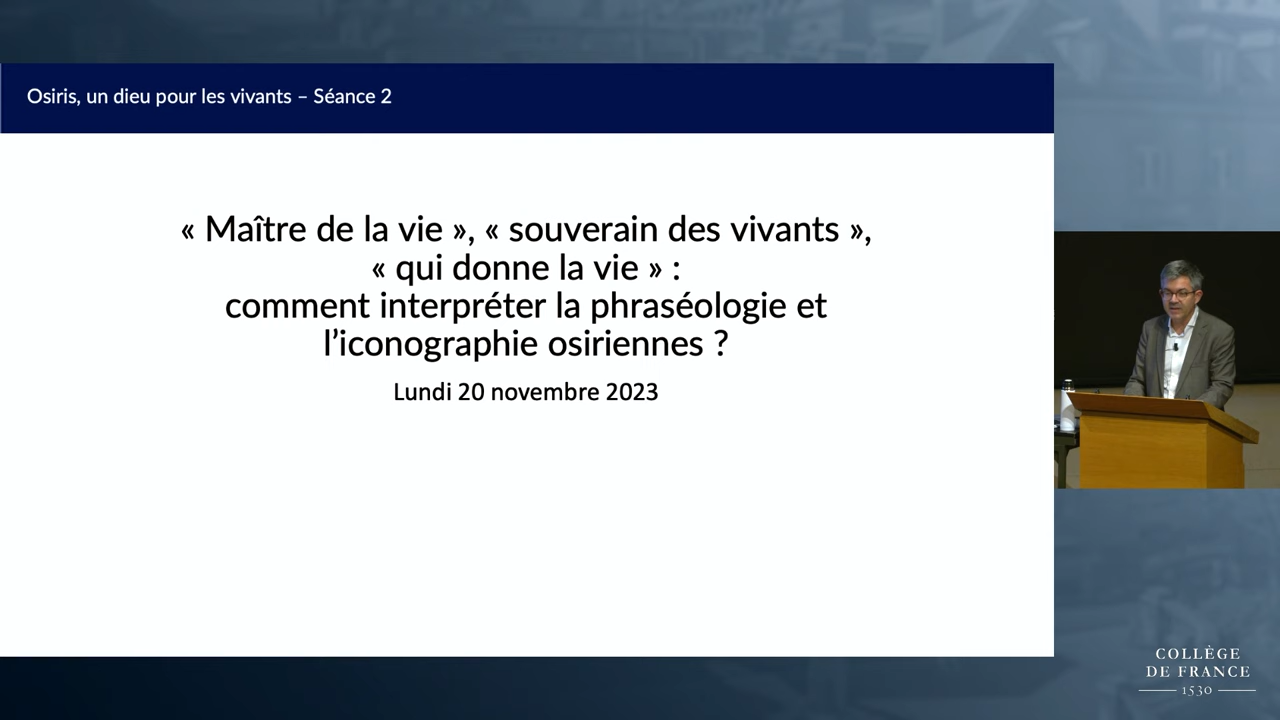 Osiris, un dieu pour les vivants – Séance 2
« Maître de la vie », « souverain des vivants »,
« qui donne la vie » :
comment interpréter la phraséologie et
l’iconographie osiriennes ?
Lundi 20 novembre 2023
COLLÈGE
DE FRANCE
1530